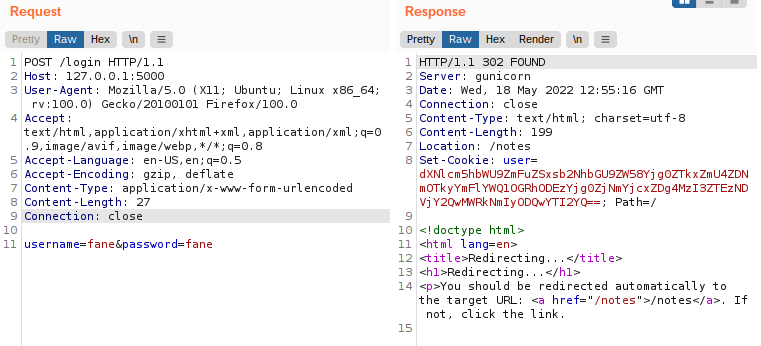 Request
Response
Pretty Raw Hex \n
Pretty Raw Hex Render \n
1 POST /login HTTP/1.1
2 Host: 127.0.0.1:5000
3 User-Agent: Mozilla/5.0 (X11; Ubuntu; Linux x86_64;
rv:100.0) Gecko/20100101 Firefox/100.0
4 Accept:
text/html,application/xhtml+xml,application/xml;q=0
.9,image/avif,image/webp,*/*;q=0.8
5 Accept-Language: en-US,en;q=0.5
6 Accept-Encoding: gzip, deflate
7 Content-Type: application/x-www-form-urlencoded
8 Content-Length: 27
9 Connection: close
10
11 username=fane&password=fane
1 HTTP/1.1 302 FOUND
2 Server: gunicorn
3 Date: Wed, 18 May 2022 12:55:16 GMT
4 Connection: close
5 Content-Type: text/html; charset=utf-8
6 Content-Length: 199
7 Location: /notes
8 Set-Cookie: user=
dXNlcm5hbWU9ZmFuZSxsb2NhbGU9ZW58Yjg0ZTkxZmU4ZDN
mOTkyYmFlYWQ1OGRhODEzYjg0ZjNmYjcxZDg4MzI3ZTEzND
VjY2QwMWRkNmIyODQwYTI2YQ==; Path=/
9
10 <!doctype html>
11 <html lang=en>
12 <title>Redirecting...</title>
13 <h1>Redirecting...</h1>
14 <p>You should be redirected automatically to
the target URL: <a href="/notes">/notes</a>. If
not, click the link.
15